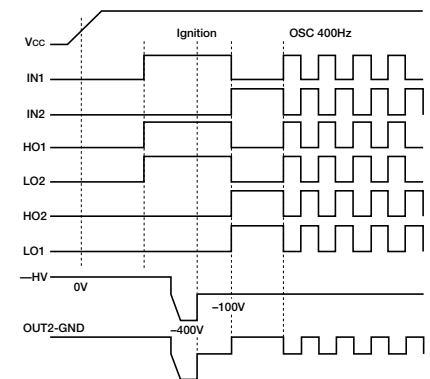 Ignition OSC 400Hz
VCC
IN1
IN2
HO1
LO2
HO2
LO1
—HV
0V
–100V
–400V
OUT2-GND